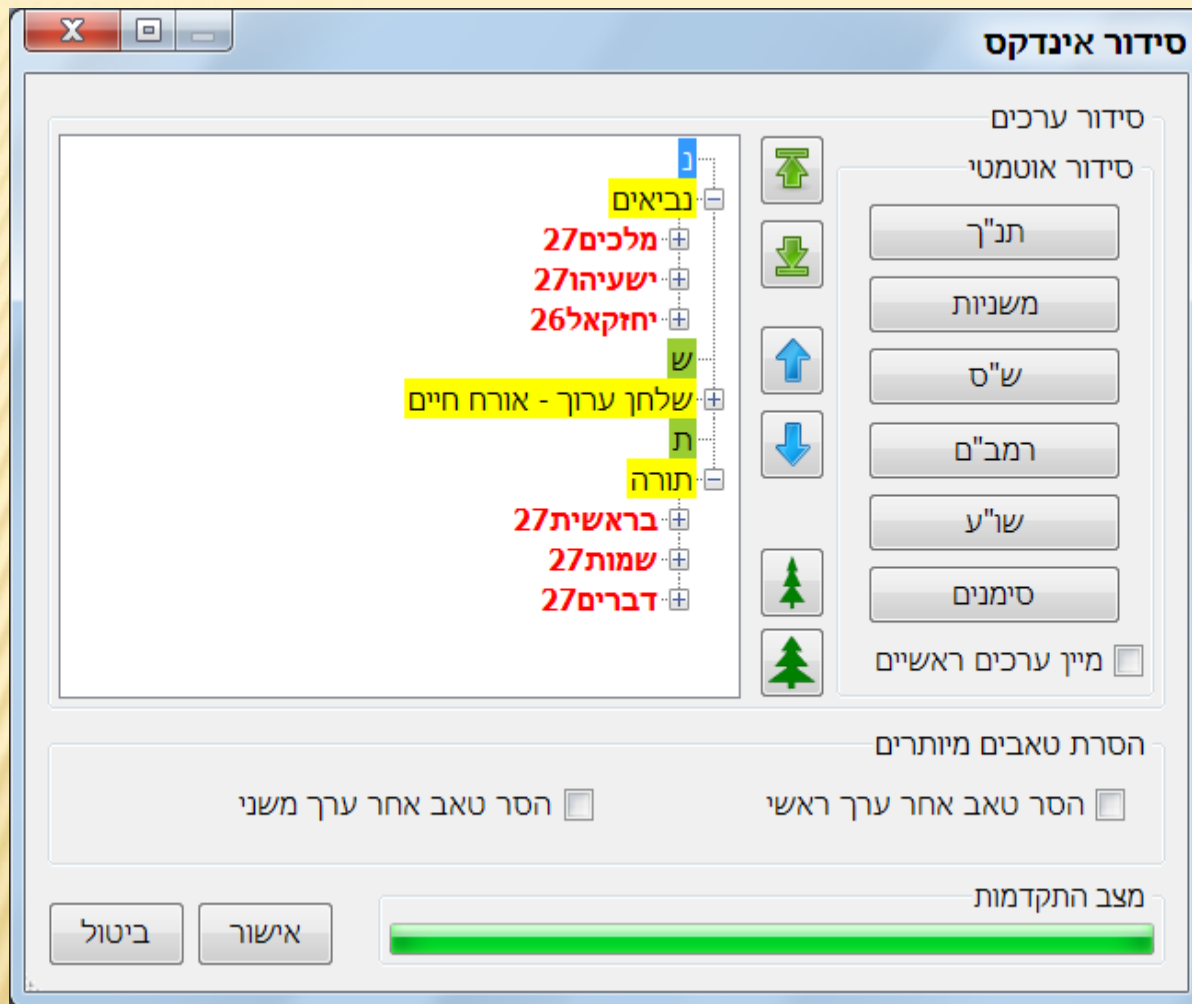 סידור אינדקס
סידור ערכים
סידור אוטמטי
תנ"ך
משניות
ש"ס
רמב"ם
שו"ע
סימנים
מיין ערכים ראשיים
נ
נביאים
מלכים27
ישעיהו27
יחזקאל26
ש
שלחן ערוך - אורח חיים
ת
תורה
בראשית27
שמות27
דברים27
הסרת טאבים מיותרים
הסר טאב אחר ערך ראשי
הסר טאב אחר ערך משני
מצב התקדמות
אישור
ביטול